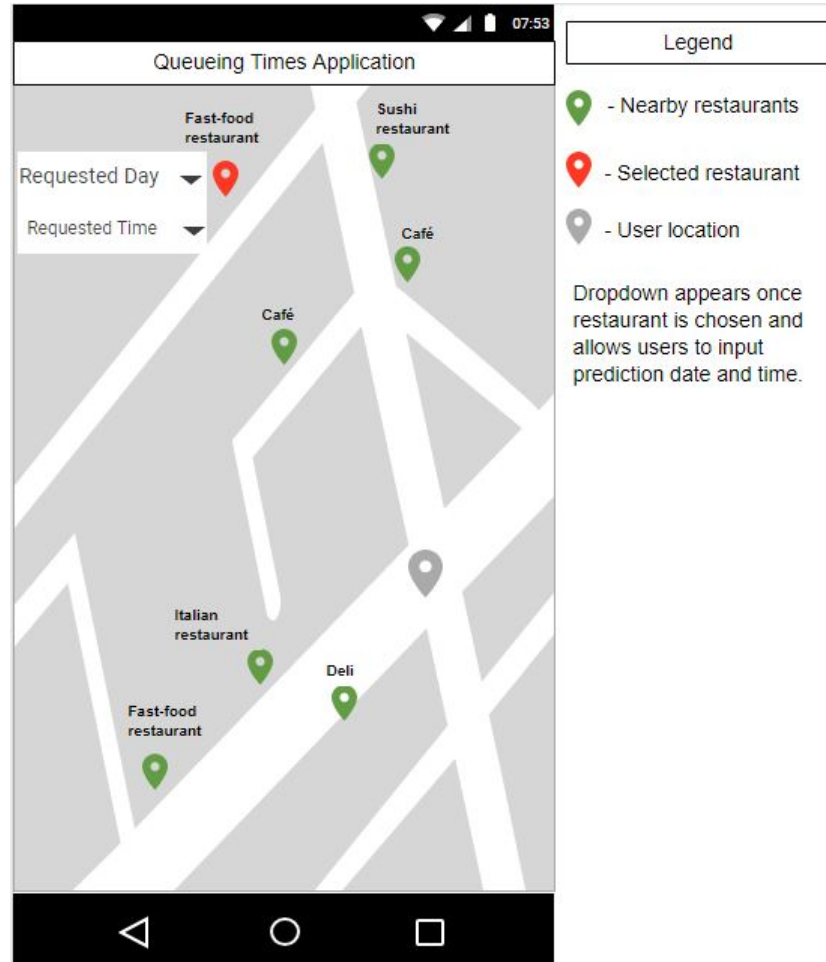 07:53
Queueing Times Application
Fast-food
restaurant
Sushi
restaurant
Requested Day
Requested Time
Café
Café
Italian
restaurant
Deli
Fast-food
restaurant
Legend
- Nearby restaurants
- Selected restaurant
- User location
Dropdown appears once
restaurant is chosen and
allows users to input
prediction date and time.